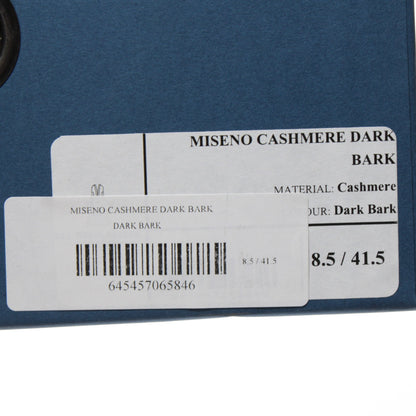 MISENO CASHMERE DARK
BARK
MATERIAL: Cashmere
OUR: Dark Bark
8.5 / 41.5
MISENO CASHMERE DARK BARK
DARK BARK
8.5 / 41.5
645457065846